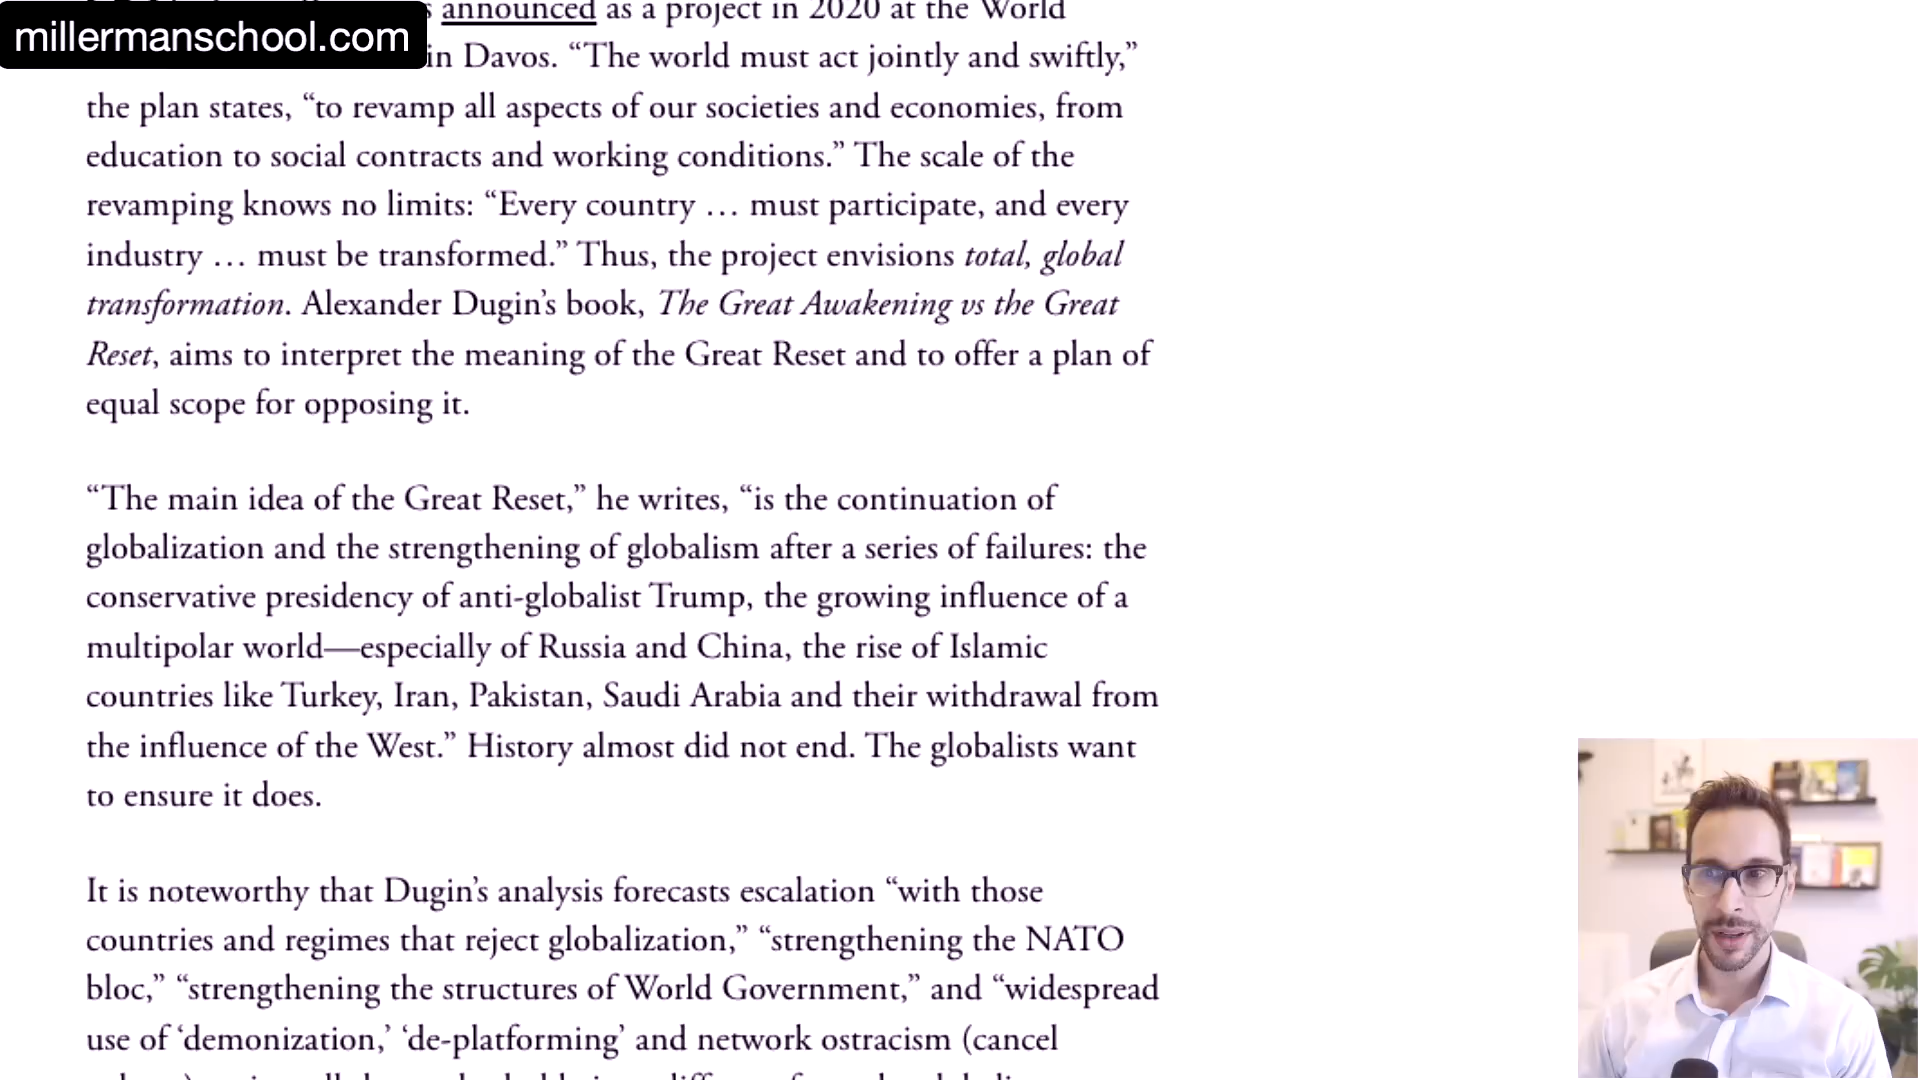 announced as a project in 2020 at the World
millermanschool.com
in Davos. “The world must act jointly and swiftly,”
the plan states, “to revamp all aspects of our societies and economies, from
education to social contracts and working conditions.” The scale of the
revamping knows no limits: “Every country … must participate, and every
industry … must be transformed.” Thus, the project envisions total, global
transformation. Alexander Dugin’s book, The Great Awakening vs the Great
Reset, aims to interpret the meaning of the Great Reset and to offer a plan of
equal scope for opposing it.
“The main idea of the Great Reset,” he writes, “is the continuation of
globalization and the strengthening of globalism after a series of failures: the
conservative presidency of anti-globalist Trump, the growing influence of a
multipolar world—especially of Russia and China, the rise of Islamic
countries like Turkey, Iran, Pakistan, Saudi Arabia and their withdrawal from
the influence of the West.” History almost did not end. The globalists want
to ensure it does.
It is noteworthy that Dugin’s analysis forecasts escalation “with those
countries and regimes that reject globalization,” “strengthening the NATO
bloc,” “strengthening the structures of World Government,” and “widespread
use of ‘demonization,’ ‘de-platforming’ and network ostracism (cancel